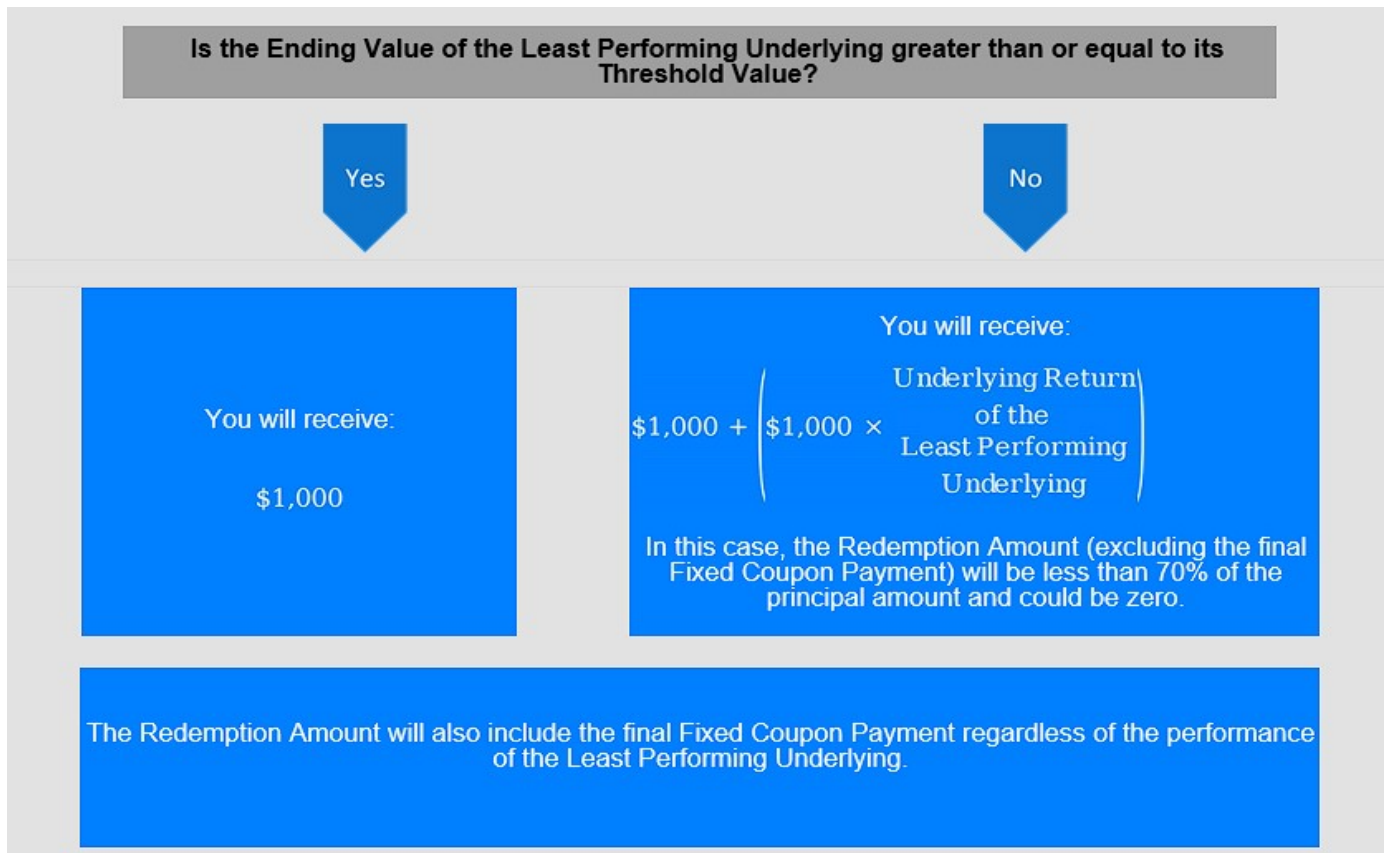 Is the Ending Value of the Least Performing Underlying greater than or equal to its
Threshold Value?
Yes
No
You will receive:
$1,000
You will receive:
$1,000 + ($1,000 × Underlying Return
of the
Least Performing
Underlying)
In this case, the Redemption Amount (excluding the final
Fixed Coupon Payment) will be less than 70% of the
principal amount and could be zero.
The Redemption Amount will also include the final Fixed Coupon Payment regardless of the performance
of the Least Performing Underlying.